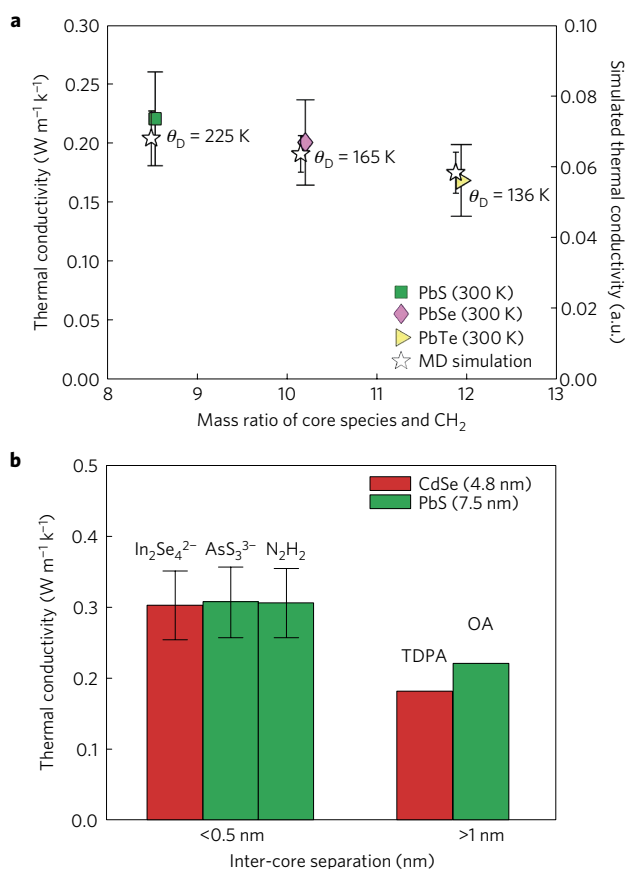 a
0.30
0.25
0.20
0.15
0.10
0.05
0.00
Thermal conductivity (W m⁻¹ k⁻¹)
θD = 225 K
θD = 165 K
θD = 136 K
PbS (300 K)
PbSe (300 K)
PbTe (300 K)
MD simulation
0.10
0.08
0.06
0.04
0.02
0.00
Simulated thermal conductivity (a.u.)
8 9 10 11 12 13
Mass ratio of core species and CH₂
b
0.5
0.4
0.3
0.2
0.1
0.0
Thermal conductivity (W m⁻¹ k⁻¹)
CdSe (4.8 nm)
PbS (7.5 nm)
In₂Se₄²⁻ AsS₃³⁻ N₂H₂
OA
TDPA
<0.5 nm >1 nm
Inter-core separation (nm)